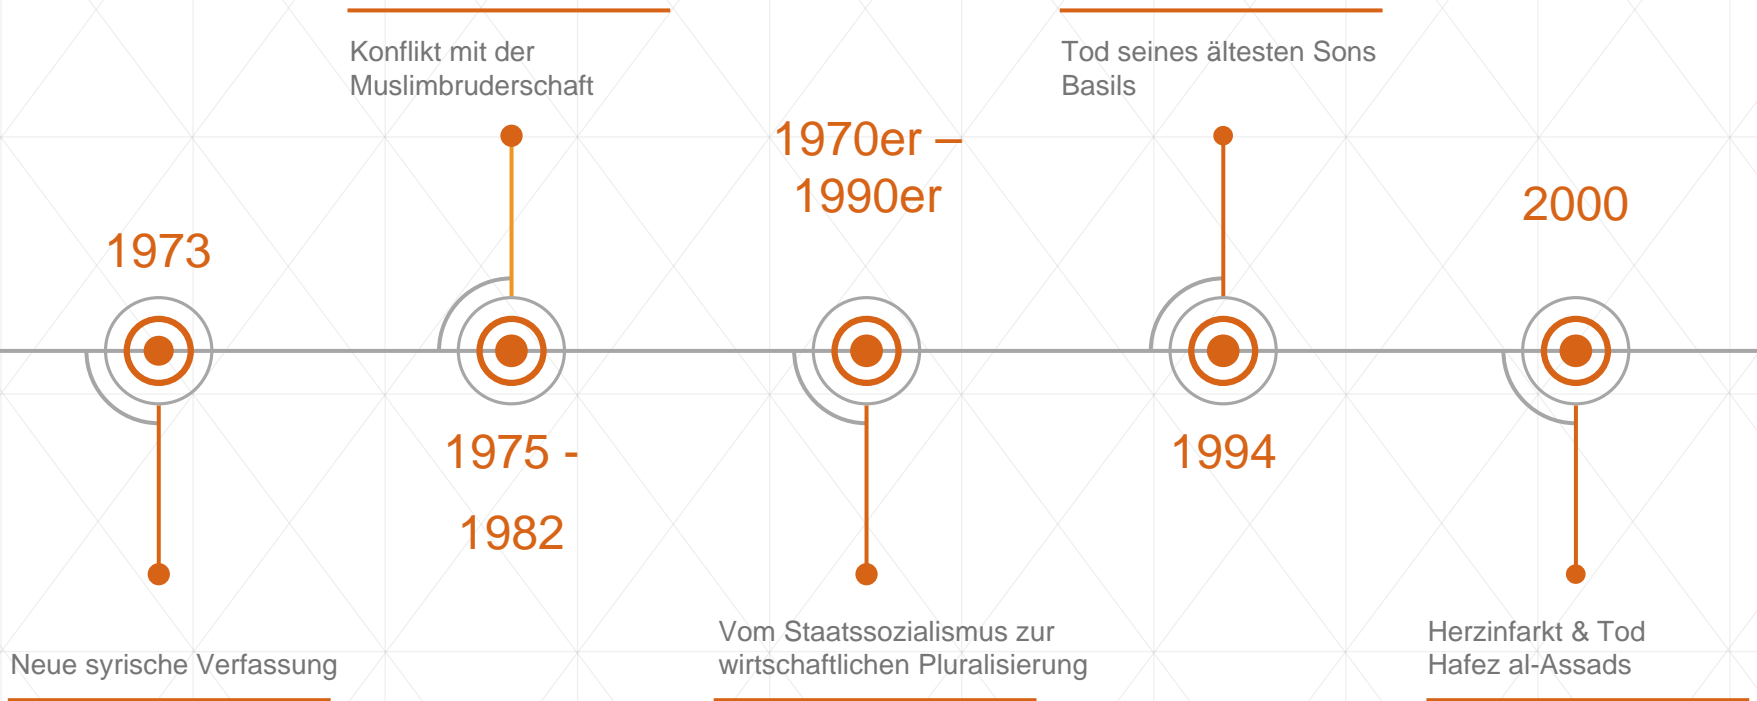 1973
Neue syrische Verfassung
Konflikt mit der
Muslimbruderschaft
1975 -
1982
1970er –
1990er
Vom Staatssozialismus zur
wirtschaftlichen Pluralisierung
Tod seines ältesten Sons
Basils
1994
2000
Herzinfarkt & Tod
Hafez al-Assads